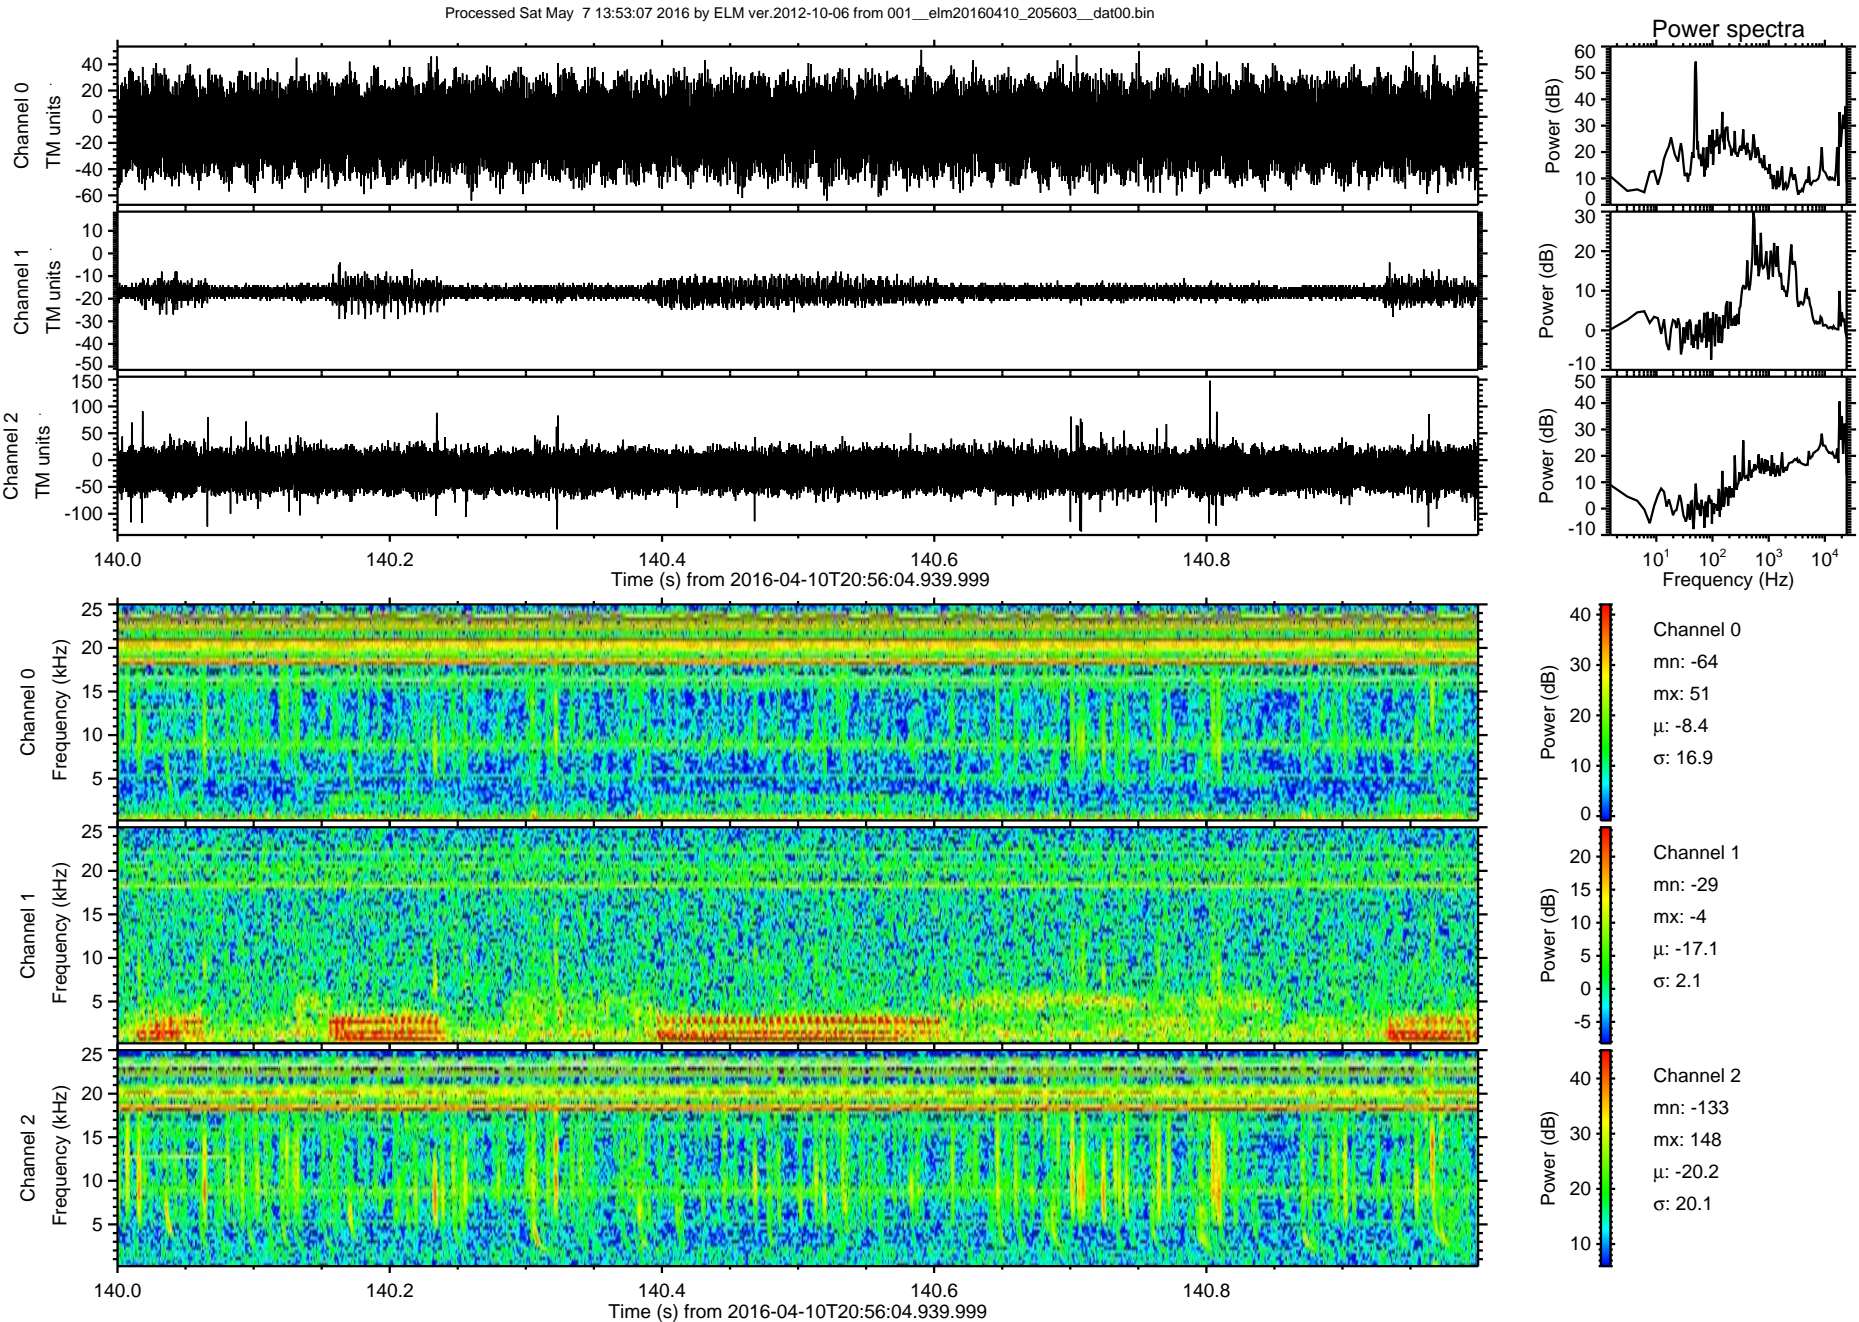 Processed Sat May  7 13:53:07 2016 by ELM ver.2012-10-06 from 001__elm20160410_205603__dat00.bin
Power spectra
Channel 0
TM units
40
20
0
-20
-40
-60
Power (dB)
60
50
40
30
20
10
0
Channel 1
TM units
10
0
-10
-20
-30
-40
-50
Power (dB)
30
20
10
0
-10
Channel 2
TM units
150
100
50
0
-50
-100
Power (dB)
50
40
30
20
10
0
-10
140.0 140.2 140.4 140.6 140.8
Time (s) from 2016-04-10T20:56:04.939.999
10^1 10^2 10^3 10^4
Frequency (Hz)
Channel 0
Frequency (kHz)
25
20
15
10
5
Power (dB)
40
30
20
10
0
Channel 0
mn: -64
mx: 51
μ: -8.4
σ: 16.9
Channel 1
Frequency (kHz)
25
20
15
10
5
Power (dB)
20
15
10
5
0
-5
Channel 1
mn: -29
mx: -4
μ: -17.1
σ: 2.1
Channel 2
Frequency (kHz)
25
20
15
10
5
Power (dB)
40
30
20
10
Channel 2
mn: -133
mx: 148
μ: -20.2
σ: 20.1
140.0 140.2 140.4 140.6 140.8
Time (s) from 2016-04-10T20:56:04.939.999